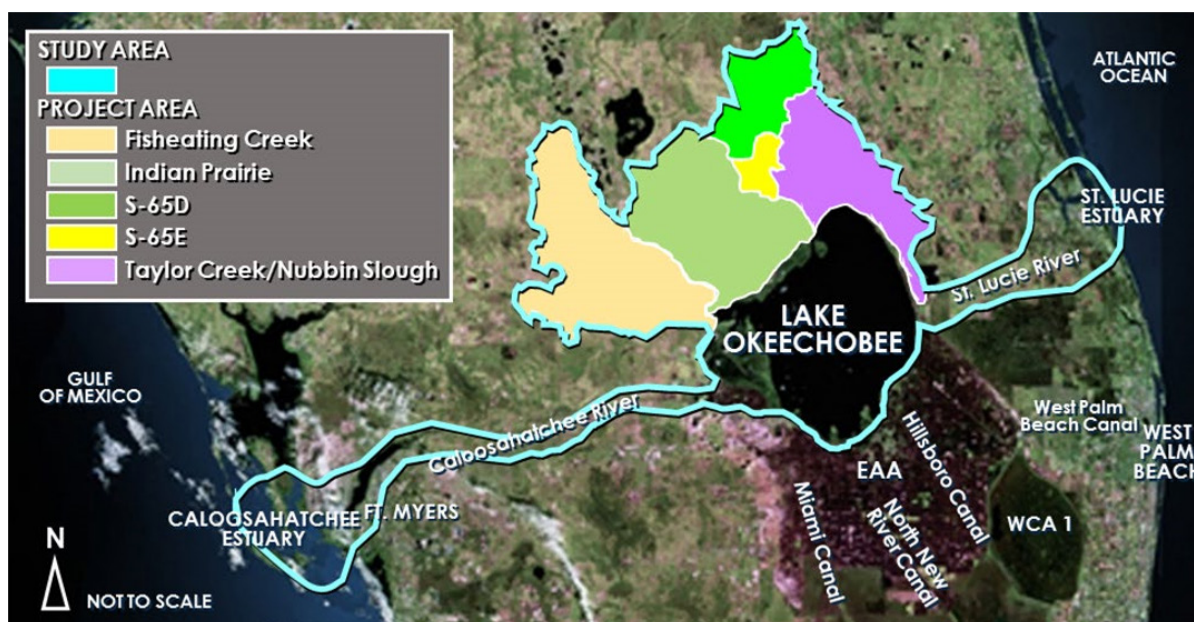 STUDY AREA
PROJECT AREA
Fisheating Creek
Indian Prairie
S-65D
S-65E
Taylor Creek/Nubbin Slough
ATLANTIC
OCEAN
ST. LUCIE
ESTUARY
St. Lucie River
LAKE
OKEECHOBEE
GULF
OF MEXICO
Caloosahatchee River
West Palm
Beach Canal
WEST
PALM
BEACH
Hillsboro Canal
EAA
CALOOSAHATCHEE
ESTUARY
FT. MYERS
Miami Canal
North New
River Canal
WCA 1
N
NOT TO SCALE